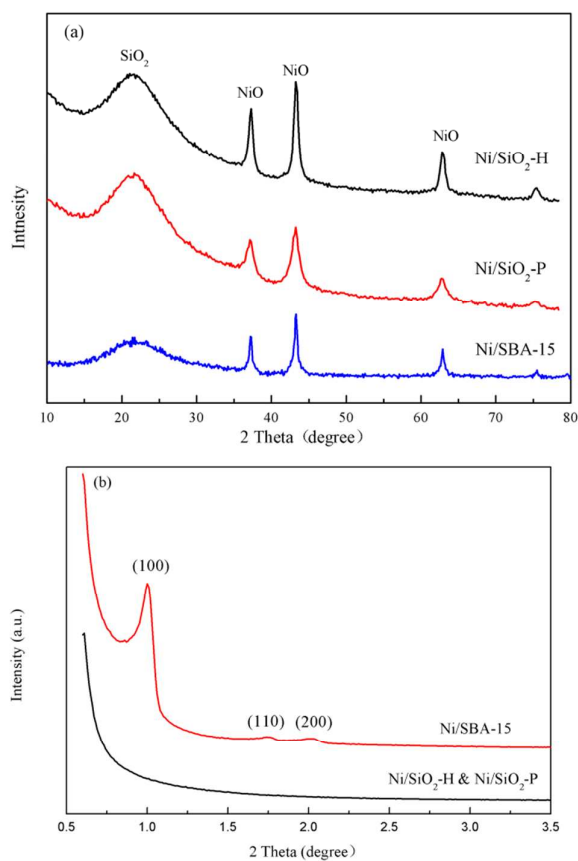 (a)
SiO₂
NiO
NiO
NiO
Ni/SiO₂-H
Ni/SiO₂-P
Ni/SBA-15
Intnesity
10 20 30 40 50 60 70 80
2 Theta (degree)
(b)
(100)
(110) (200)
Ni/SBA-15
Ni/SiO₂-H & Ni/SiO₂-P
Intensity (a.u.)
0.5 1.0 1.5 2.0 2.5 3.0 3.5
2 Theta (degree)